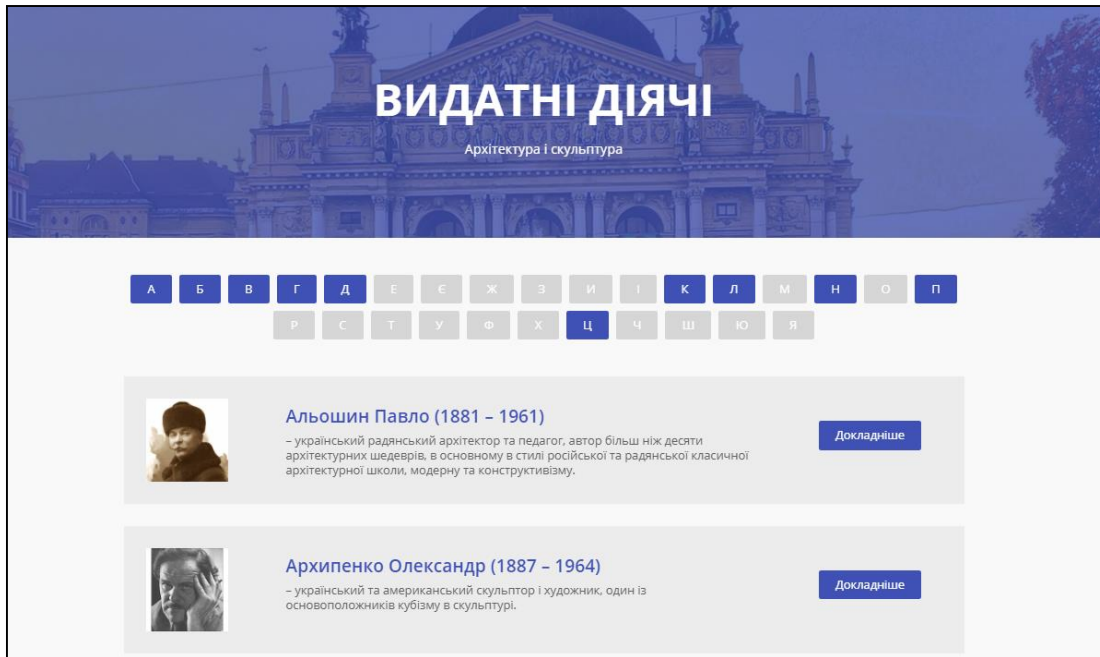 ВИДАТНІ ДІЯЧІ
Архітектура і скульптура
А Б В Г Д Е Є Ж З И І К Л М Н О П
Р С Т У Ф Х Ц Ч Ш Ю Я
Альошин Павло (1881 – 1961)
– український радянський архітектор та педагог, автор більш ніж десяти
архітектурних шедеврів, в основному в стилі російської та радянської класичної
архітектурної школи, модерну та конструктивізму.
Докладніше
Архипенко Олександр (1887 – 1964)
– український та американський скульптор і художник, один із
основоположників кубізму в скульптурі.
Докладніше